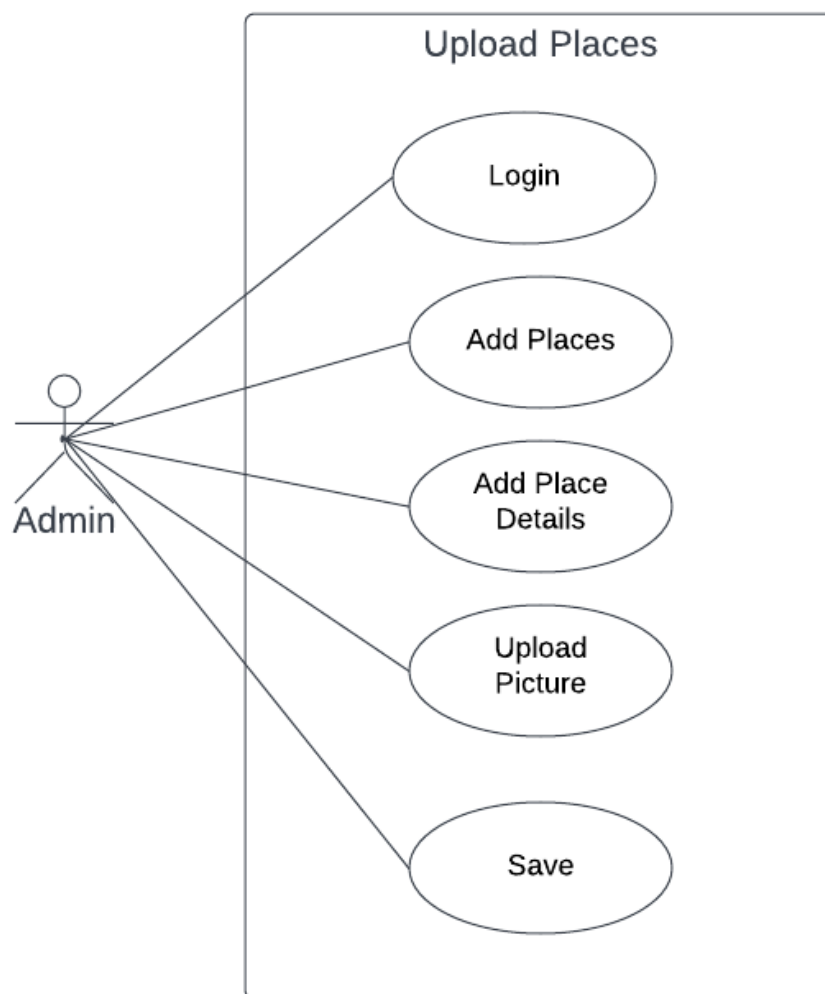 Upload Places
Login
Add Places
Add Place
Details
Admin
Upload
Picture
Save